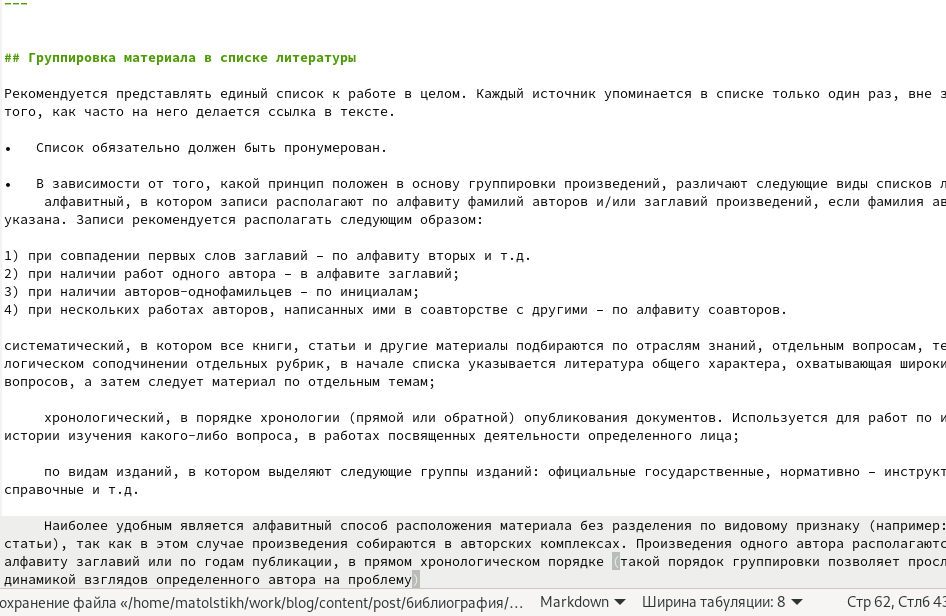 ---
## Группировка материала в списке литературы
Рекомендуется представлять единый список к работе в целом. Каждый источник упоминается в списке только один раз, вне
того, как часто на него делается ссылка в тексте.
• Список обязательно должен быть пронумерован.
• В зависимости от того, какой принцип положен в основу группировки произведений, различают следующие виды списков
алфавитный, в котором записи располагают по алфавиту фамилий авторов и/или заглавий произведений, если фамилия
указана. Записи рекомендуется располагать следующим образом:
1) при совпадении первых слов заглавий – по алфавиту вторых и т.д.
2) при наличии работ одного автора – в алфавите заглавий;
3) при наличии авторов-однофамильцев – по инициалам;
4) при нескольких работах авторов, написанных ими в соавторстве с другими – по алфавиту соавторов.
систематический, в котором все книги, статьи и другие материалы подбираются по отраслям знаний, отдельным вопросам,
логическом соподчинении отдельных рубрик, в начале списка указывается литература общего характера, охватывающая
вопросов, а затем следует материал по отдельным темам;
хронологический, в порядке хронологии (прямой или обратной) опубликования документов. Используется для работ по
истории изучения какого-либо вопроса, в работах посвященных деятельности определенного лица;
по видам изданий, в котором выделяют следующие группы изданий: официальные государственные, нормативно –
справочные и т.д.
Наиболее удобным является алфавитный способ расположения материала без разделения по видовому признаку (например:
статьи), так как в этом случае произведения собираются в авторских комплексах. Произведения одного автора
алфавиту заглавий или по годам публикации, в прямом хронологическом порядке (такой порядок группировки позволяет
динамикой взглядов определенного автора на проблему)
охранение файла «/home/matolstikh/work/blog/content/post/библиография/… Markdown Ширина табуляции: 8 Стр 62, Стлб